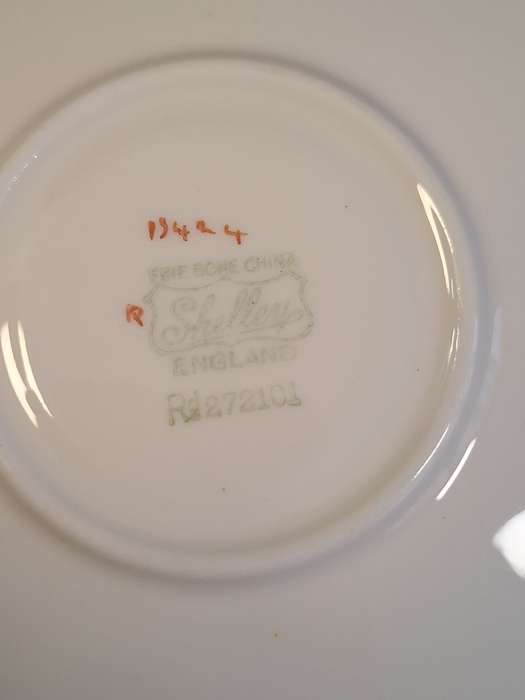 13424
FINE BONE CHINA
R
Shelley
ENGLAND
Rd 272101